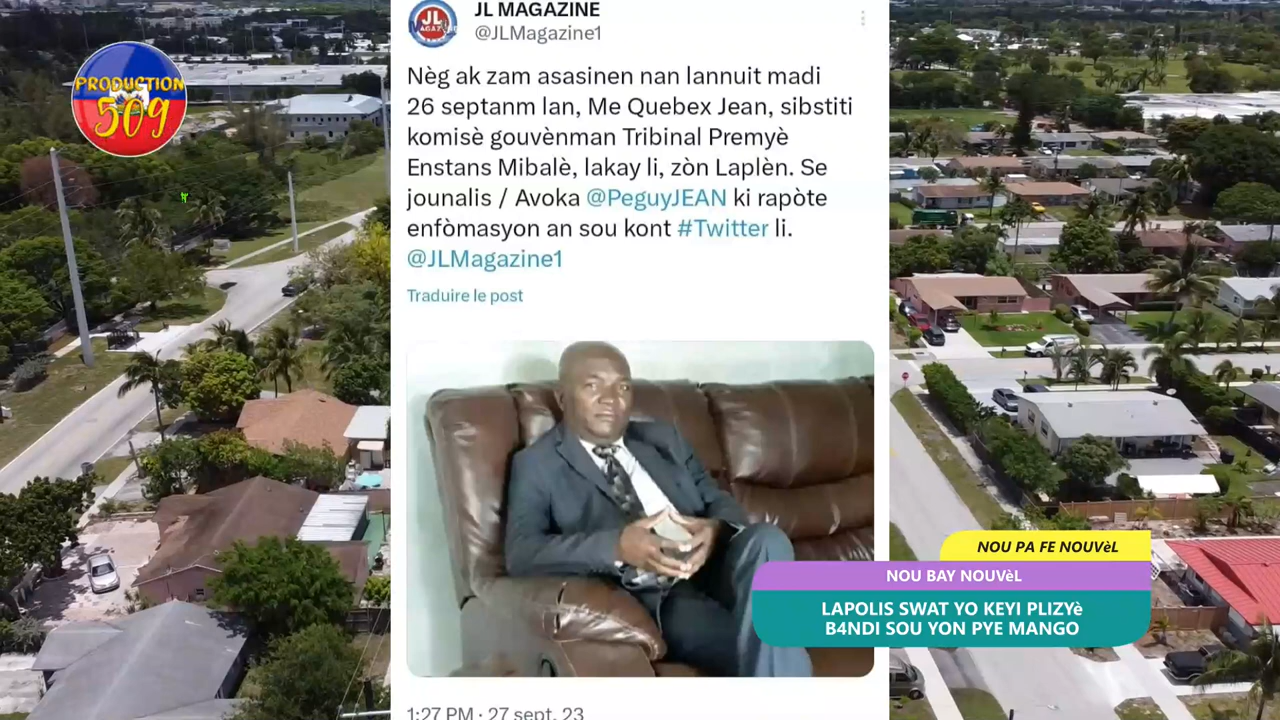 JL MAGAZINE
@JLMagazine1
PRODUCTION
509
JL
MAGAZINE
Nèg ak zam asasinen nan lannuit madi
26 septanm lan, Me Quebex Jean, sibstiti
komisè gouvènman Tribinal Premyè
Enstans Mibalè, lakay li, zòn Laplèn. Se
jounalis / Avoka @PeguyJEAN ki rapòte
enfòmasyon an sou kont #Twitter li.
@JLMagazine1
Traduire le post
NOU PA FE NOUVèL
NOU BAY NOUVèL
LAPOLIS SWAT YO KEYI PLIZYè
B4NDI SOU YON PYE MANGO
1:27 PM · 27 sept. 23